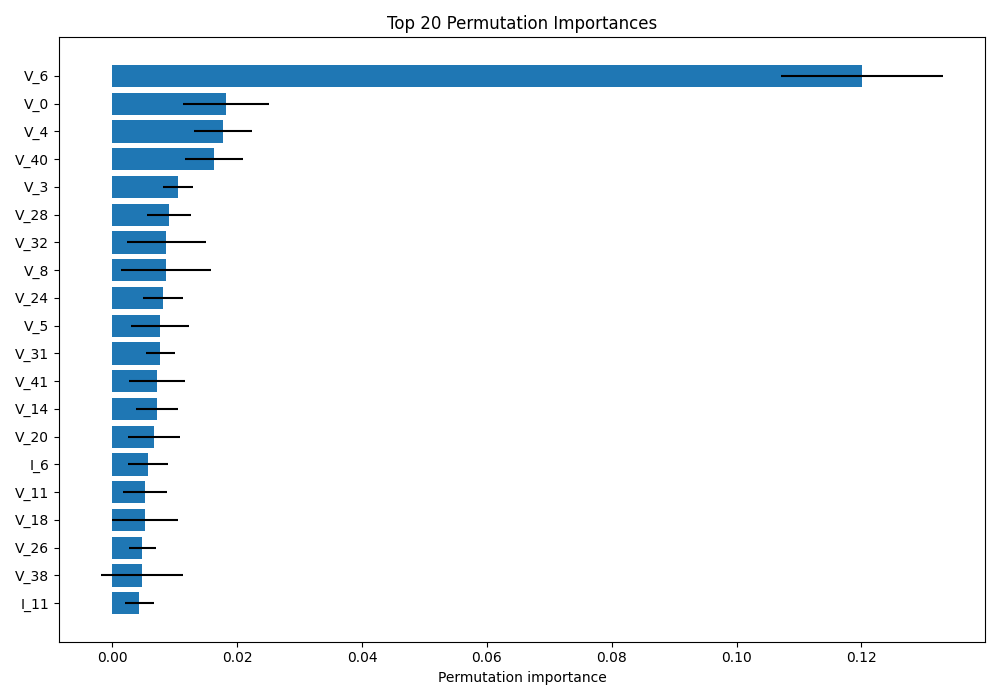 Top 20 Permutation Importances
V_6
V_0
V_4
V_40
V_3
V_28
V_32
V_8
V_24
V_5
V_31
V_41
V_14
V_20
I_6
V_11
V_18
V_26
V_38
I_11
0.00 0.02 0.04 0.06 0.08 0.10 0.12
Permutation importance